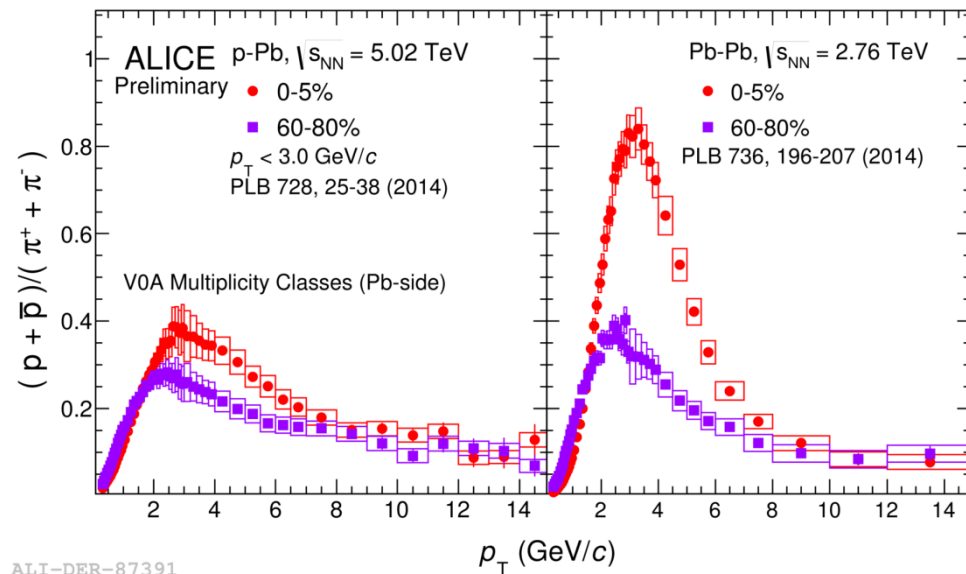 ALICE
Preliminary
p-Pb, √sNN = 5.02 TeV
0-5%
60-80%
pT < 3.0 GeV/c
PLB 728, 25-38 (2014)
V0A Multiplicity Classes (Pb-side)
Pb-Pb, √sNN = 2.76 TeV
0-5%
60-80%
PLB 736, 196-207 (2014)
(p + p̅)/(π⁺ + π⁻)
1
0.8
0.6
0.4
0.2
2 4 6 8 10 12 14
2 4 6 8 10 12 14
pT (GeV/c)
ALI-DER-87391